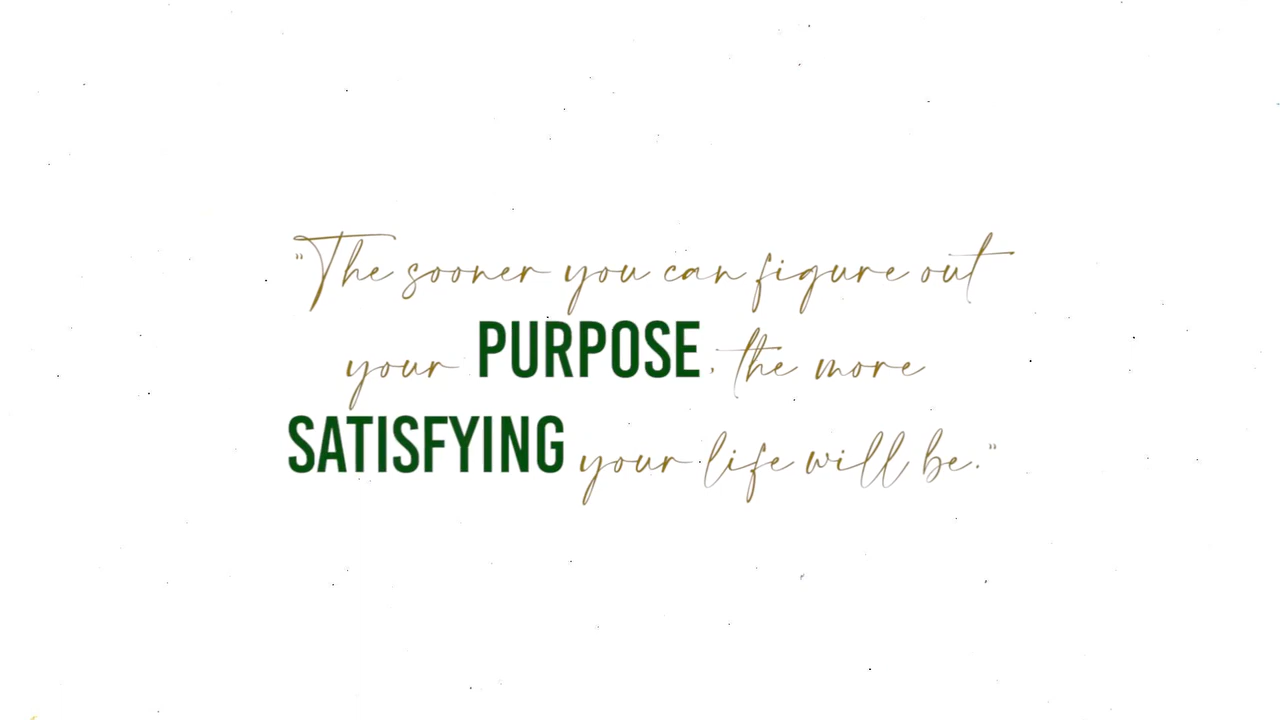 "The sooner you can figure out
your PURPOSE, the more
SATISFYING your life will be."